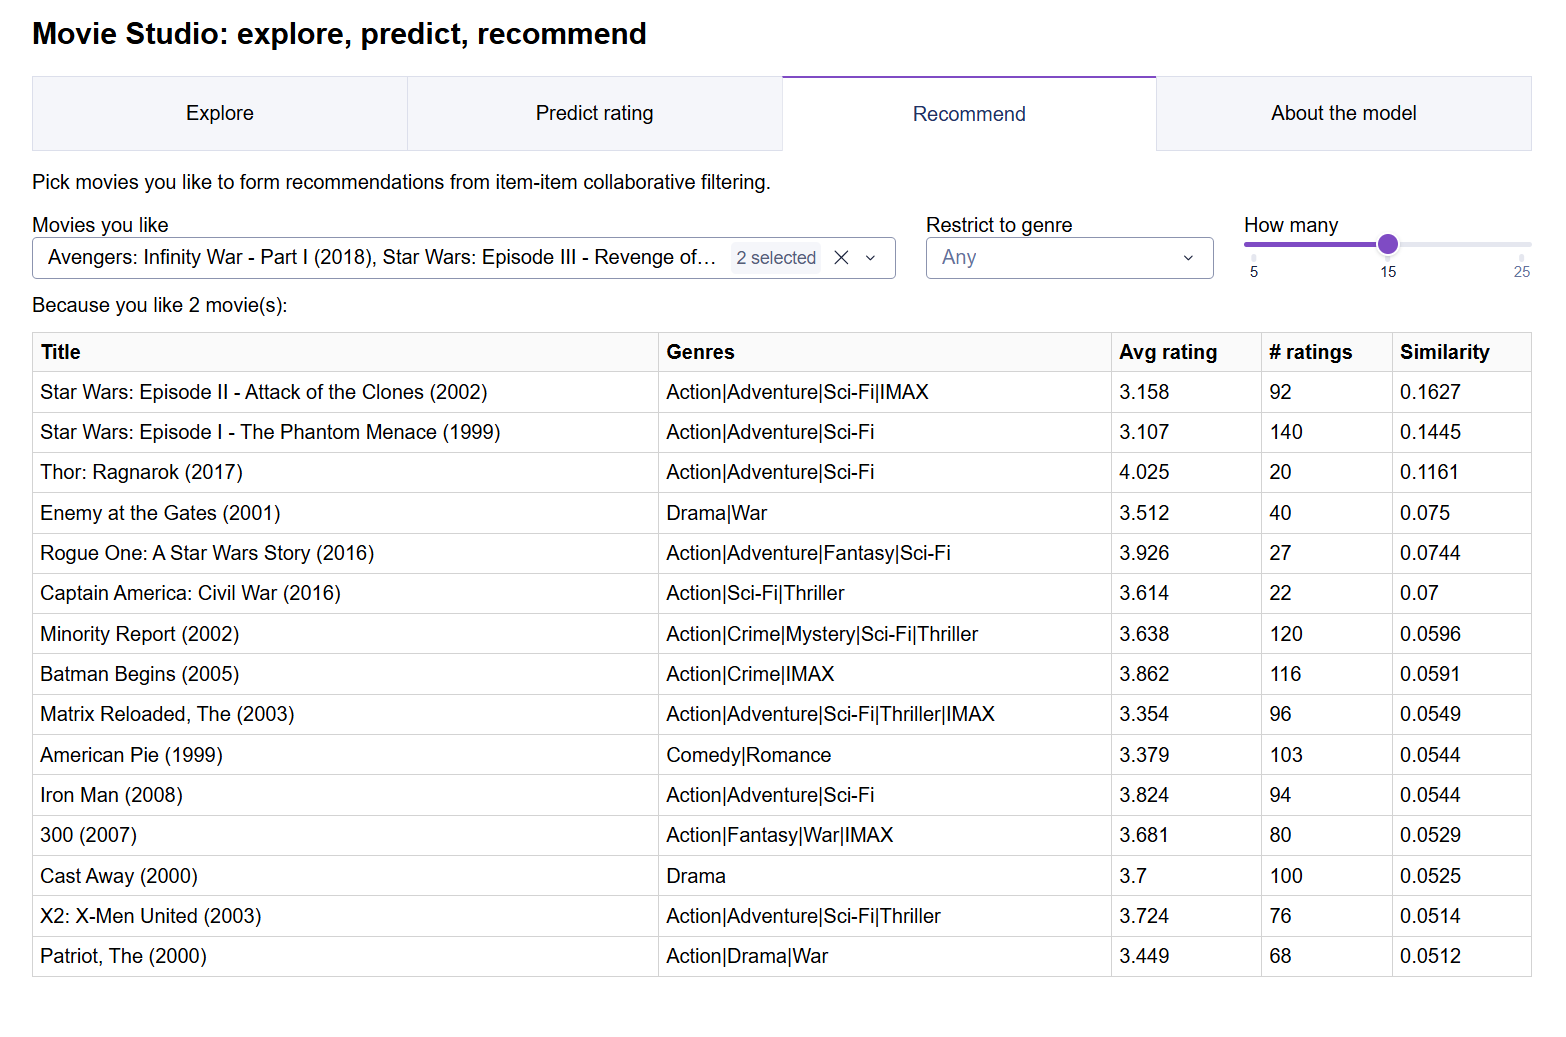 Movie Studio: explore, predict, recommend
Explore Predict rating Recommend About the model
Pick movies you like to form recommendations from item-item collaborative filtering.
Movies you like Restrict to genre How many
Avengers: Infinity War - Part I (2018), Star Wars: Episode III - Revenge of... 2 selected Any
5 15 25
Because you like 2 movie(s):
Title Genres Avg rating # ratings Similarity
Star Wars: Episode II - Attack of the Clones (2002) Action|Adventure|Sci-Fi|IMAX 3.158 92 0.1627
Star Wars: Episode I - The Phantom Menace (1999) Action|Adventure|Sci-Fi 3.107 140 0.1445
Thor: Ragnarok (2017) Action|Adventure|Sci-Fi 4.025 20 0.1161
Enemy at the Gates (2001) Drama|War 3.512 40 0.075
Rogue One: A Star Wars Story (2016) Action|Adventure|Fantasy|Sci-Fi 3.926 27 0.0744
Captain America: Civil War (2016) Action|Sci-Fi|Thriller 3.614 22 0.07
Minority Report (2002) Action|Crime|Mystery|Sci-Fi|Thriller 3.638 120 0.0596
Batman Begins (2005) Action|Crime|IMAX 3.862 116 0.0591
Matrix Reloaded, The (2003) Action|Adventure|Sci-Fi|Thriller|IMAX 3.354 96 0.0549
American Pie (1999) Comedy|Romance 3.379 103 0.0544
Iron Man (2008) Action|Adventure|Sci-Fi 3.824 94 0.0544
300 (2007) Action|Fantasy|War|IMAX 3.681 80 0.0529
Cast Away (2000) Drama 3.7 100 0.0525
X2: X-Men United (2003) Action|Adventure|Sci-Fi|Thriller 3.724 76 0.0514
Patriot, The (2000) Action|Drama|War 3.449 68 0.0512